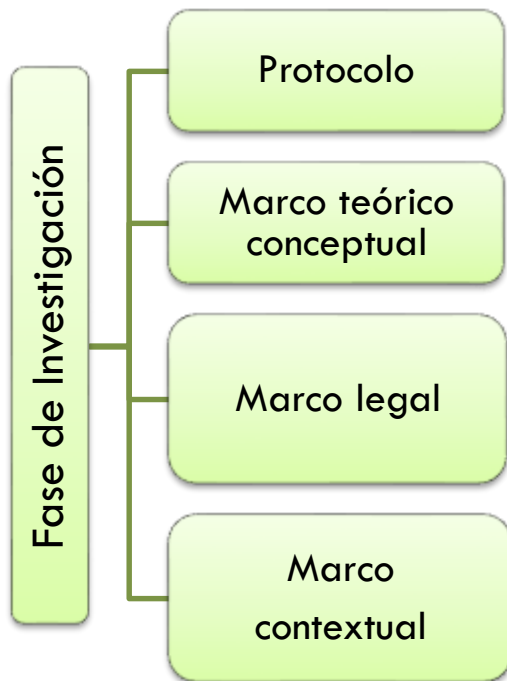 Fase de Investigación
Protocolo
Marco teórico
conceptual
Marco legal
Marco
contextual